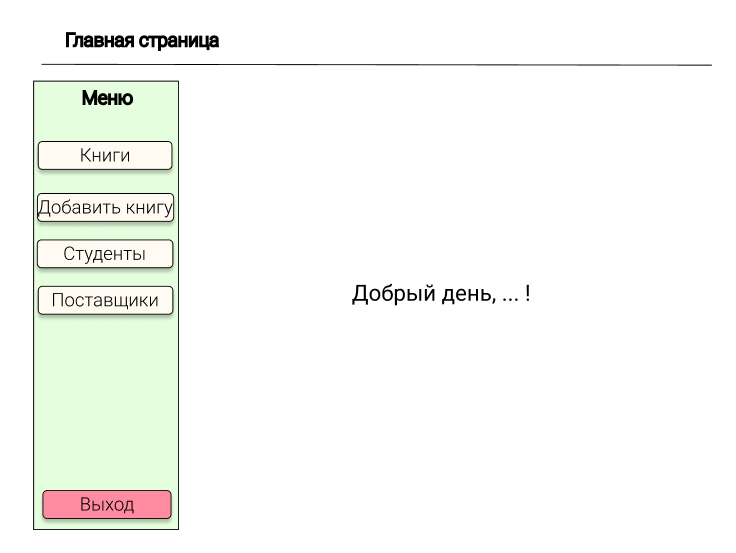 Главная страница
Меню
Книги
Добавить книгу
Студенты
Поставщики
Добрый день, ... !
Выход